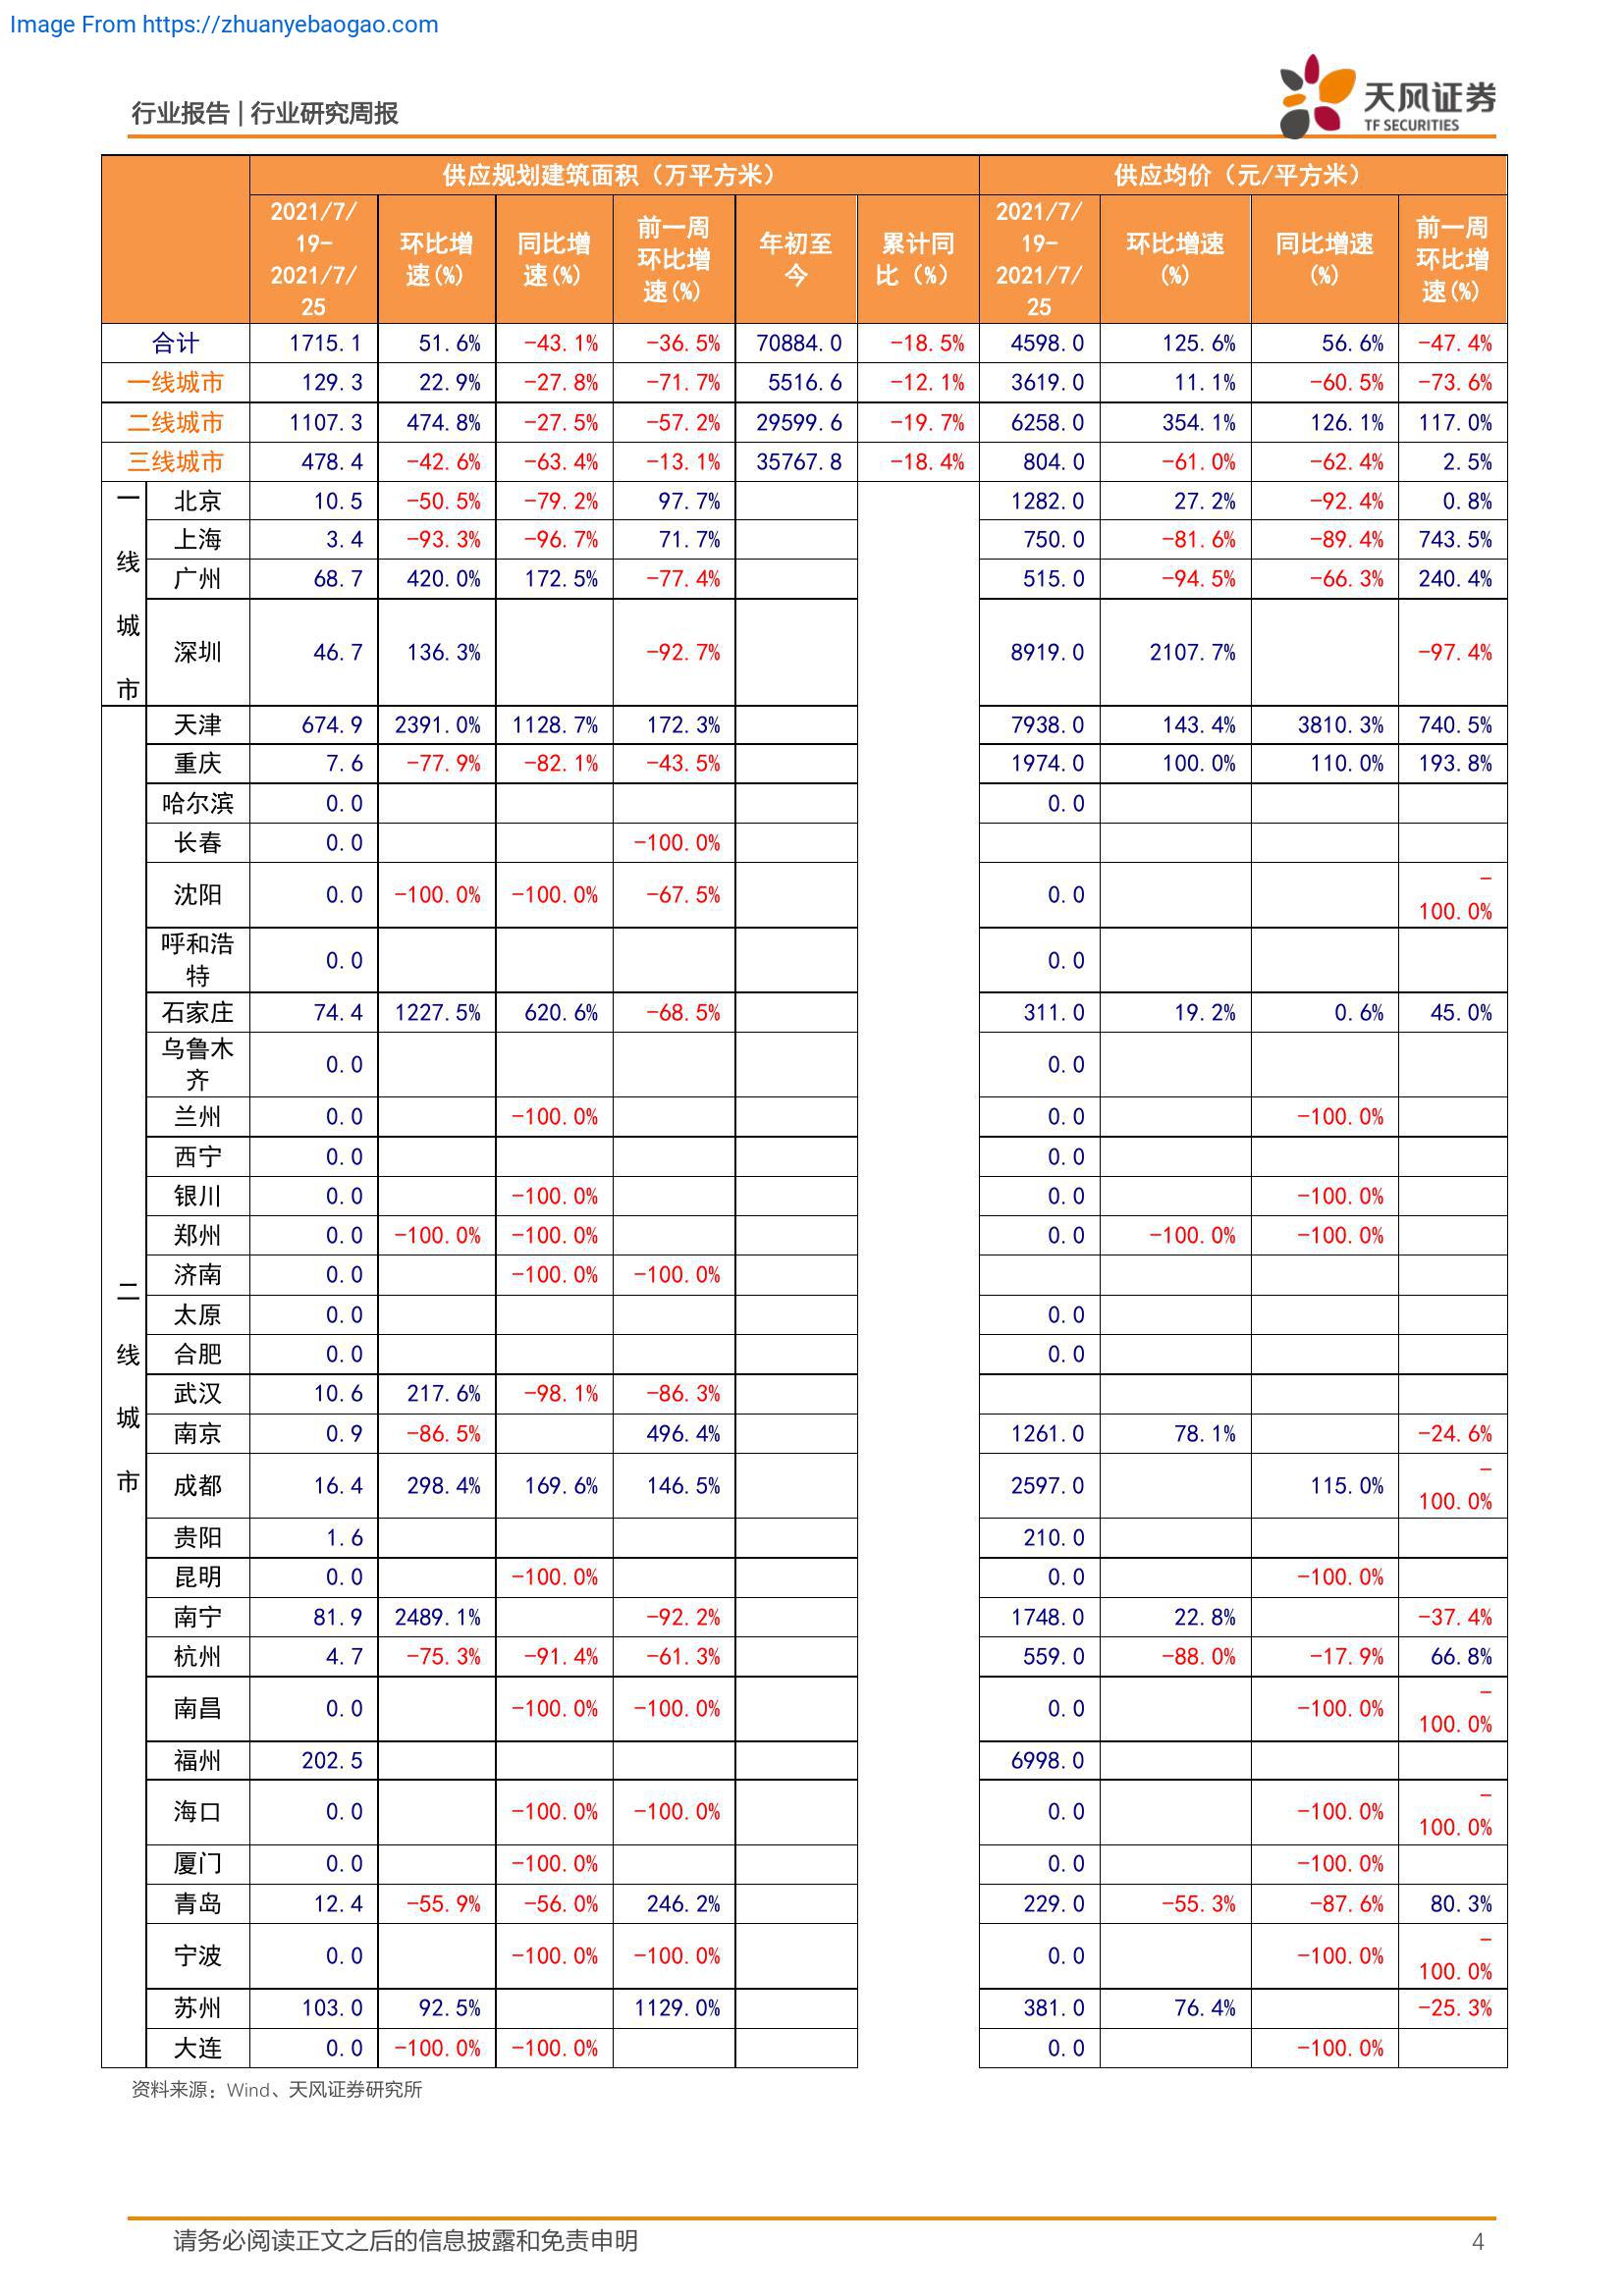 Image From https://zhuanyebaogao.com
行业报告 | 行业研究周报
天风证券
TF SECURITIES
供应规划建筑面积（万平方米） 供应均价（元/平方米）
2021/7/19-2021/7/25 环比增速(%) 同比增速(%) 前一周环比增速(%) 年初至今 累计同比（%） 2021/7/19-2021/7/25 环比增速(%) 同比增速(%) 前一周环比增速(%)
合计 1715.1 51.6% -43.1% -36.5% 70884.0 -18.5% 4598.0 125.6% 56.6% -47.4%
一线城市 129.3 22.9% -27.8% -71.7% 5516.6 -12.1% 3619.0 11.1% -60.5% -73.6%
二线城市 1107.3 474.8% -27.5% -57.2% 29599.6 -19.7% 6258.0 354.1% 126.1% 117.0%
三线城市 478.4 -42.6% -63.4% -13.1% 35767.8 -18.4% 804.0 -61.0% -62.4% 2.5%
一线城市
北京 10.5 -50.5% -79.2% 97.7% 1282.0 27.2% -92.4% 0.8%
上海 3.4 -93.3% -96.7% 71.7% 750.0 -81.6% -89.4% 743.5%
广州 68.7 420.0% 172.5% -77.4% 515.0 -94.5% -66.3% 240.4%
深圳 46.7 136.3% -92.7% 8919.0 2107.7% -97.4%
二线城市
天津 674.9 2391.0% 1128.7% 172.3% 7938.0 143.4% 3810.3% 740.5%
重庆 7.6 -77.9% -82.1% -43.5% 1974.0 100.0% 110.0% 193.8%
哈尔滨 0.0 0.0
长春 0.0 -100.0%
沈阳 0.0 -100.0% -100.0% -67.5% 0.0 -100.0%
呼和浩特 0.0 0.0
石家庄 74.4 1227.5% 620.6% -68.5% 311.0 19.2% 0.6% 45.0%
乌鲁木齐 0.0 0.0
兰州 0.0 -100.0% 0.0 -100.0%
西宁 0.0 0.0
银川 0.0 -100.0% 0.0 -100.0%
郑州 0.0 -100.0% -100.0% 0.0 -100.0% -100.0%
济南 0.0 -100.0% -100.0%
太原 0.0 0.0
合肥 0.0 0.0
武汉 10.6 217.6% -98.1% -86.3%
南京 0.9 -86.5% 496.4% 1261.0 78.1% -24.6%
成都 16.4 298.4% 169.6% 146.5% 2597.0 115.0% -100.0%
贵阳 1.6 210.0
昆明 0.0 -100.0% 0.0 -100.0%
南宁 81.9 2489.1% -92.2% 1748.0 22.8% -37.4%
杭州 4.7 -75.3% -91.4% -61.3% 559.0 -88.0% -17.9% 66.8%
南昌 0.0 -100.0% -100.0% 0.0 -100.0% -100.0%
福州 202.5 6998.0
海口 0.0 -100.0% -100.0% 0.0 -100.0% -100.0%
厦门 0.0 -100.0% 0.0 -100.0%
青岛 12.4 -55.9% -56.0% 246.2% 229.0 -55.3% -87.6% 80.3%
宁波 0.0 -100.0% -100.0% 0.0 -100.0% -100.0%
苏州 103.0 92.5% 1129.0% 381.0 76.4% -25.3%
大连 0.0 -100.0% -100.0% 0.0 -100.0%
资料来源：Wind、天风证券研究所
请务必阅读正文之后的信息披露和免责申明 4